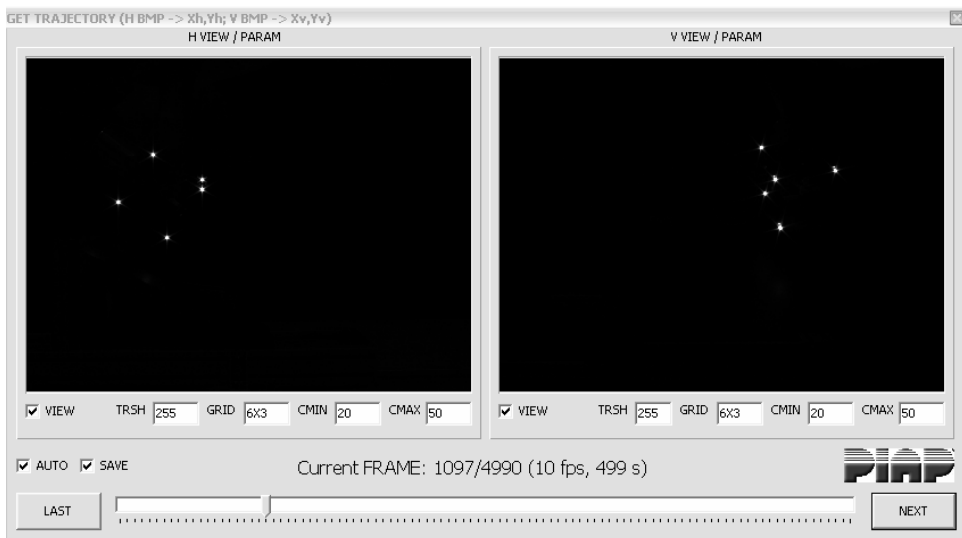 GET TRAJECTORY (H BMP -> Xh,Yh; V BMP -> Xv,Yv)
H VIEW / PARAM
V VIEW / PARAM
VIEW TRSH 255 GRID 6X3 CMIN 20 CMAX 50
VIEW TRSH 255 GRID 6X3 CMIN 20 CMAX 50
AUTO SAVE Current FRAME: 1097/4990 (10 fps, 499 s) PIAP
LAST NEXT